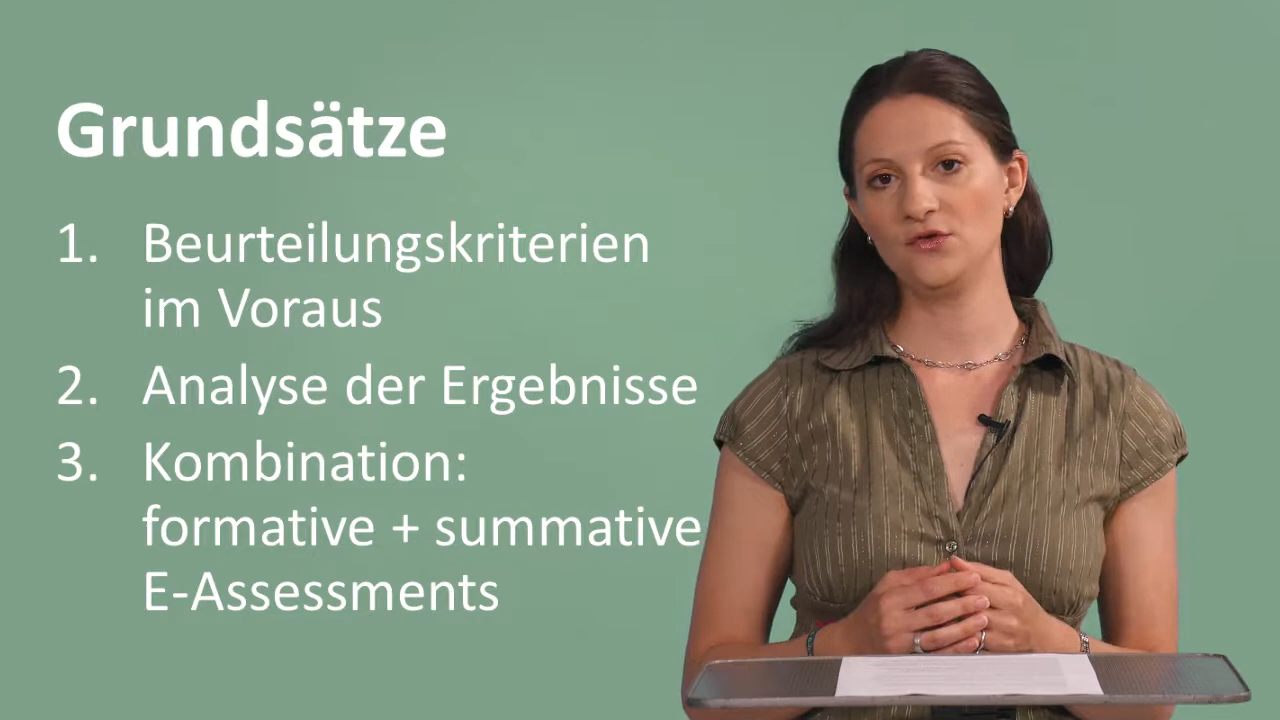 Grundsätze
1. Beurteilungskriterien
im Voraus
2. Analyse der Ergebnisse
3. Kombination:
formative + summative
E-Assessments